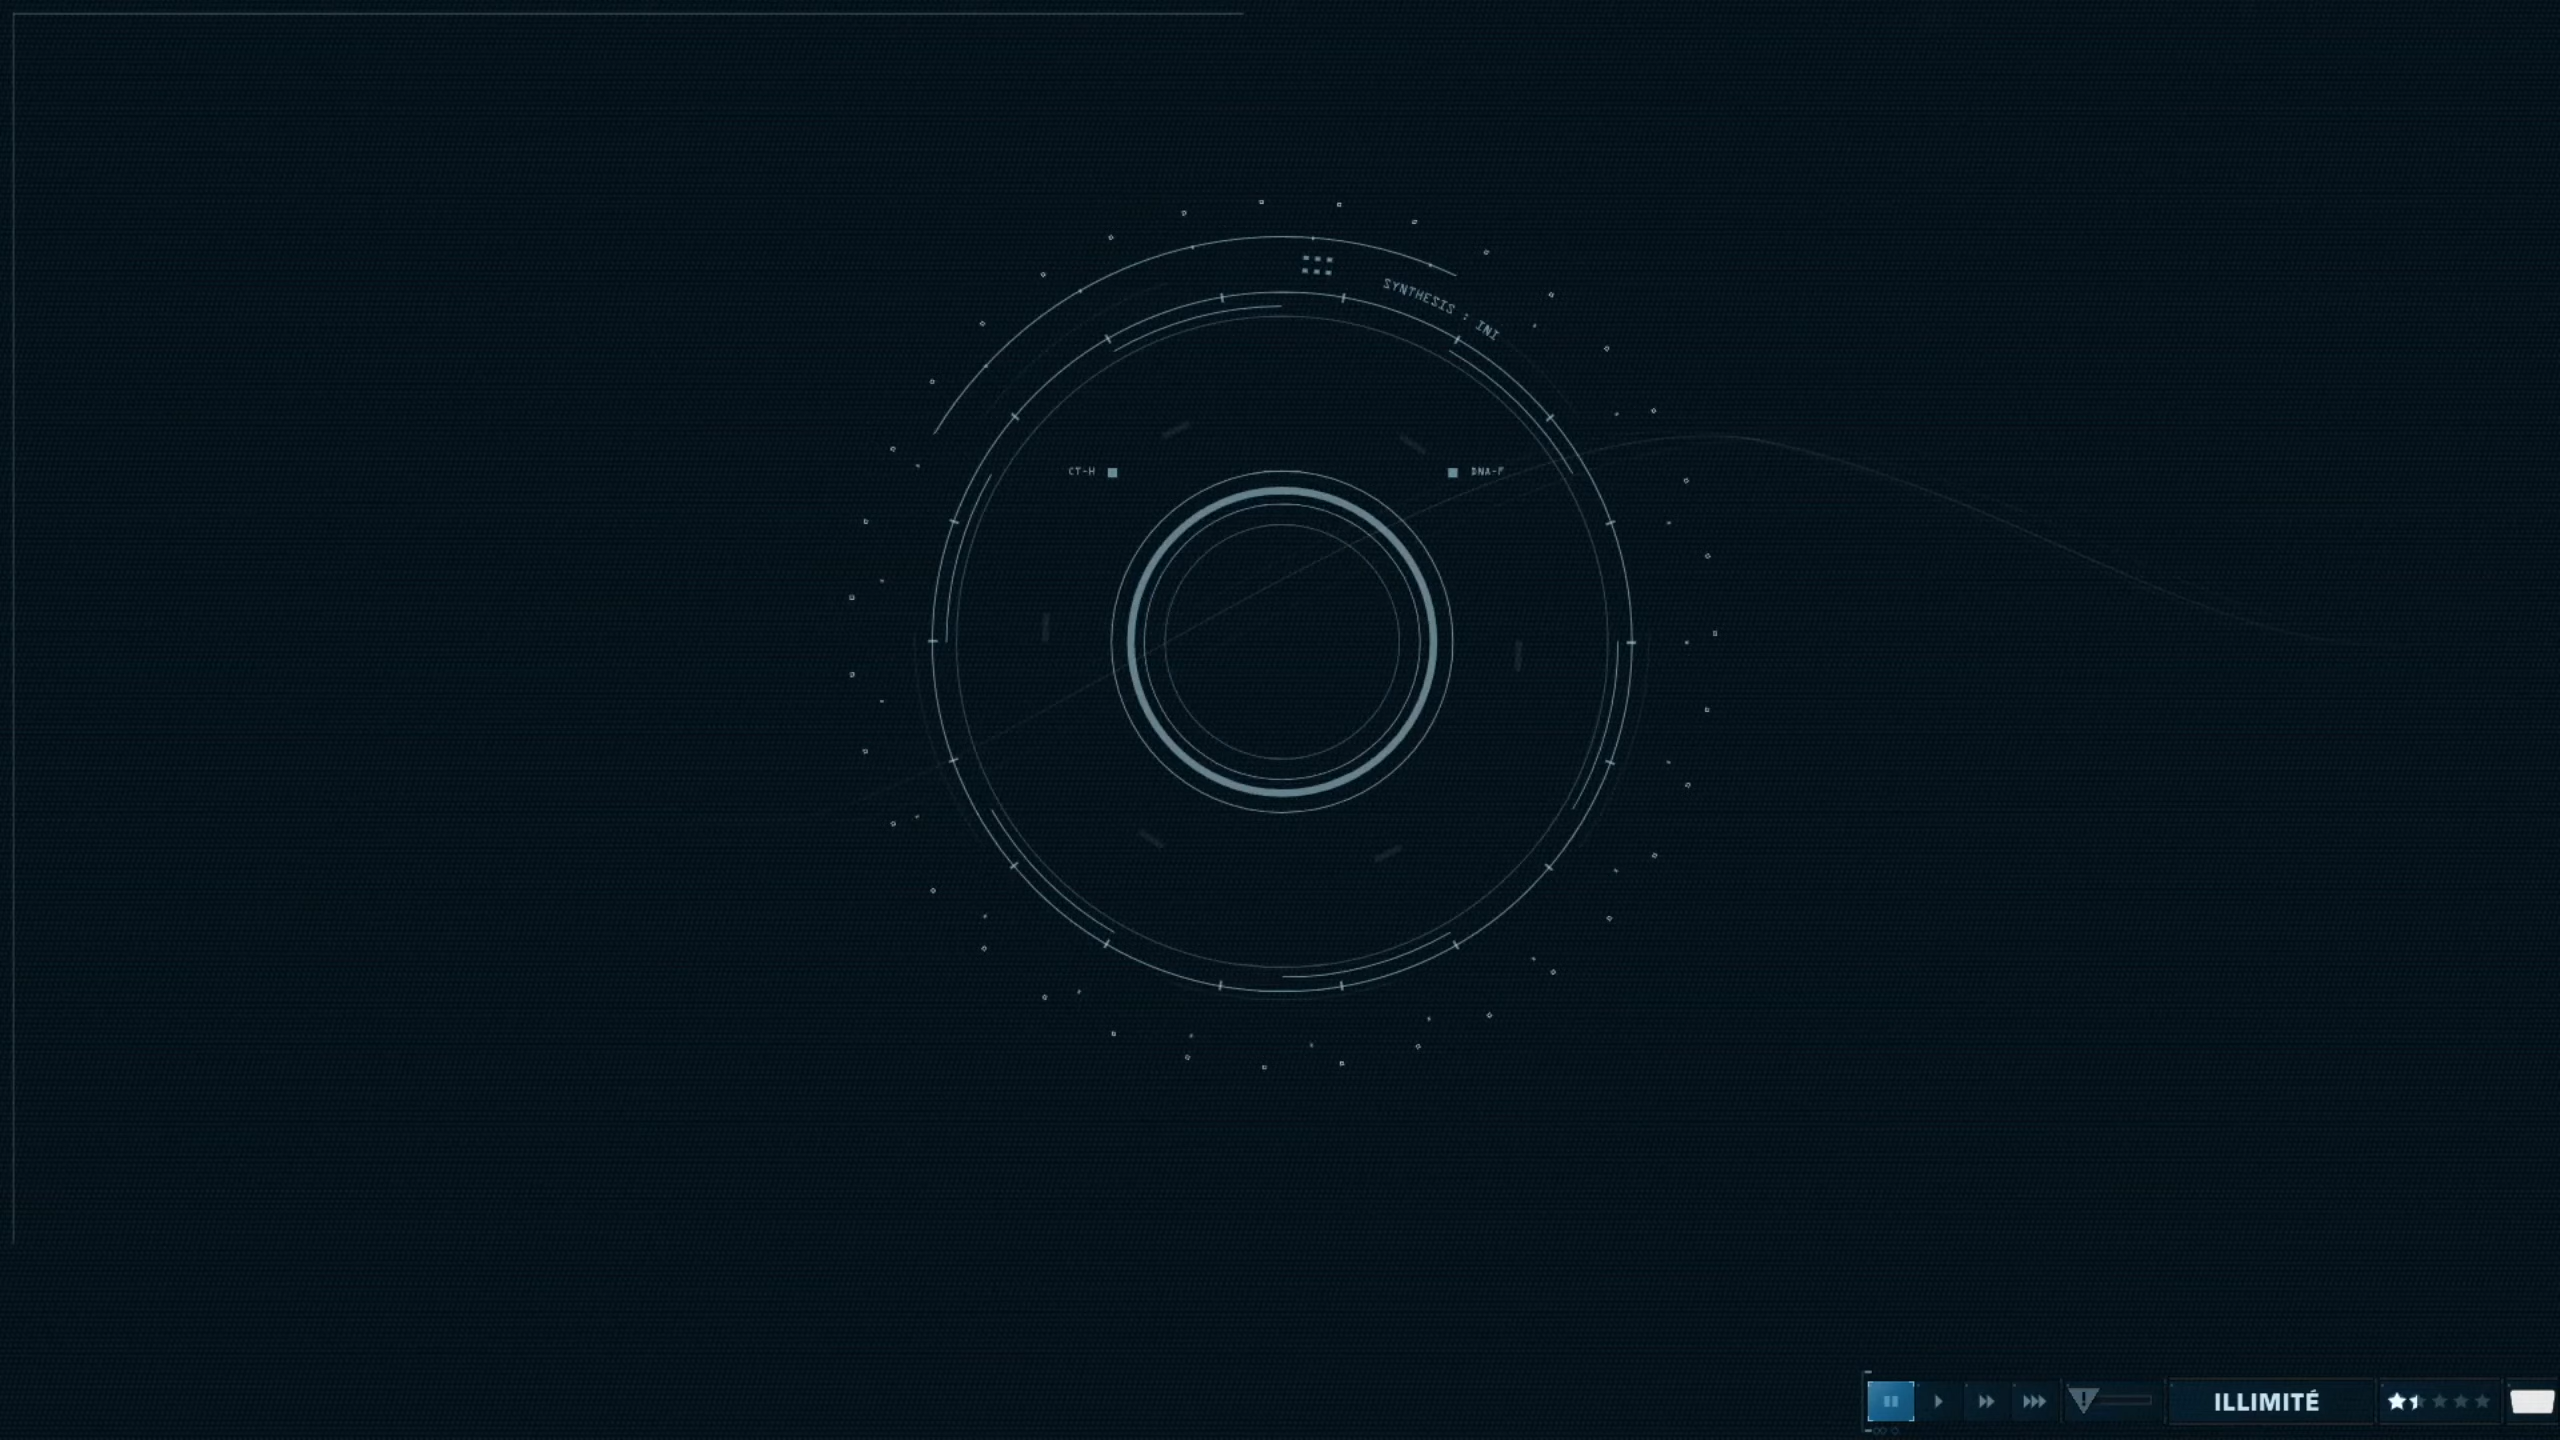 SYNTHESIS : INI
CT-H
DNA-F
ILLIMITÉ